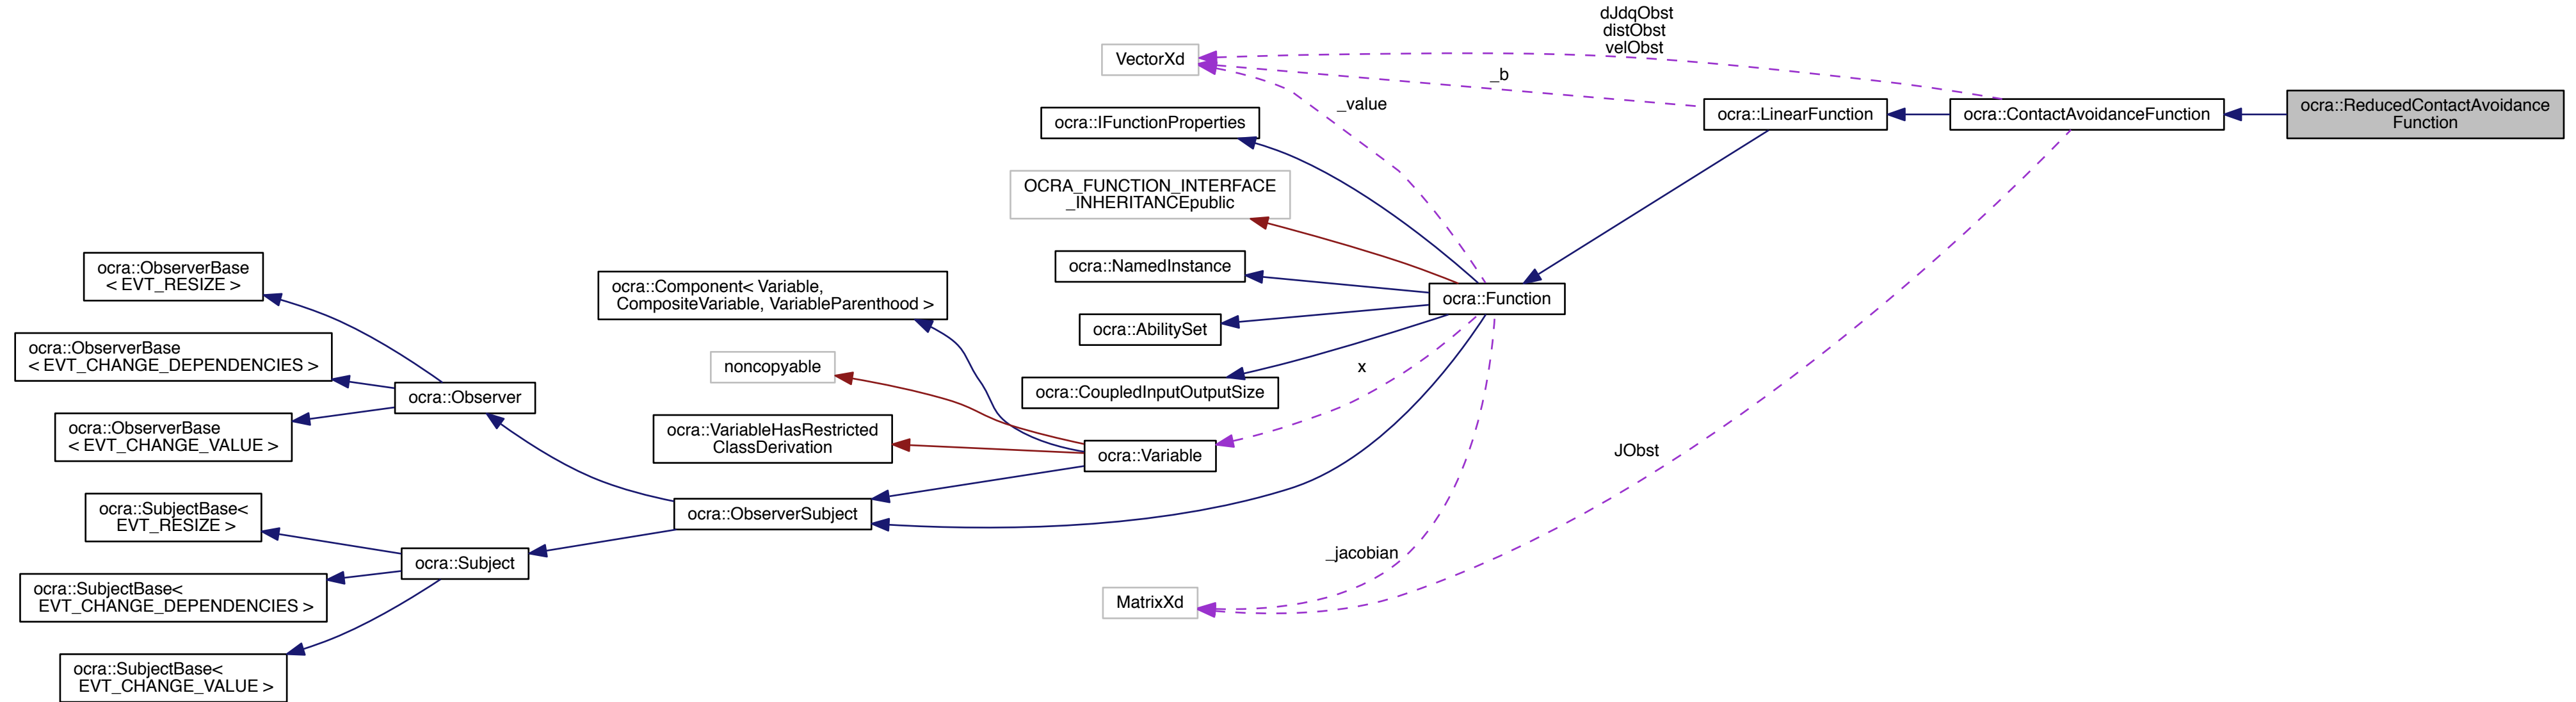 dJdqObst
distObst
velObst
VectorXd
_b
_value
ocra::ReducedContactAvoidance
Function
ocra::ContactAvoidanceFunction
ocra::LinearFunction
ocra::IFunctionProperties
OCRA_FUNCTION_INTERFACE
_INHERITANCEpublic
ocra::NamedInstance
ocra::ObserverBase
< EVT_RESIZE >
ocra::Component< Variable,
CompositeVariable, VariableParenthood >
ocra::Function
ocra::AbilitySet
ocra::ObserverBase
< EVT_CHANGE_DEPENDENCIES >
noncopyable
x
ocra::Observer
ocra::CoupledInputOutputSize
ocra::ObserverBase
< EVT_CHANGE_VALUE >
ocra::VariableHasRestricted
ClassDerivation
ocra::Variable
JObst
ocra::SubjectBase<
EVT_RESIZE >
ocra::ObserverSubject
_jacobian
ocra::Subject
ocra::SubjectBase<
EVT_CHANGE_DEPENDENCIES >
MatrixXd
ocra::SubjectBase<
EVT_CHANGE_VALUE >